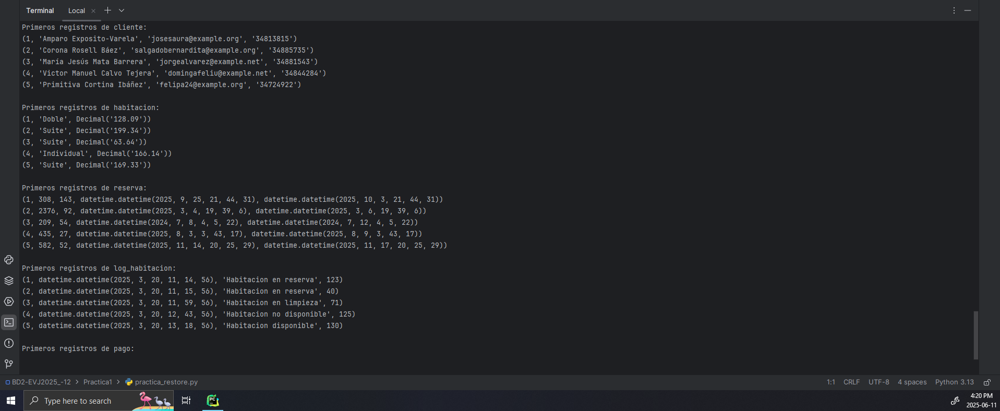 Terminal Local
Primeros registros de cliente:
(1, 'Amparo Exposito-Varela', 'josesaura@example.org', '34813815')
(2, 'Corona Rosell Báez', 'salgadobernardita@example.org', '34885735')
(3, 'María Jesús Mata Barrera', 'jorgealvarez@example.net', '34881543')
(4, 'Victor Manuel Calvo Tejera', 'domingafeliu@example.net', '34844284')
(5, 'Primitiva Cortina Ibáñez', 'felipa24@example.org', '34724922')
Primeros registros de habitacion:
(1, 'Doble', Decimal('128.09'))
(2, 'Suite', Decimal('199.34'))
(3, 'Suite', Decimal('63.64'))
(4, 'Individual', Decimal('166.14'))
(5, 'Suite', Decimal('169.33'))
Primeros registros de reserva:
(1, 308, 143, datetime.datetime(2025, 9, 25, 21, 44, 31), datetime.datetime(2025, 10, 3, 21, 44, 31))
(2, 2376, 92, datetime.datetime(2025, 3, 4, 19, 39, 6), datetime.datetime(2025, 3, 6, 19, 39, 6))
(3, 209, 54, datetime.datetime(2024, 7, 8, 4, 5, 22), datetime.datetime(2024, 7, 12, 4, 5, 22))
(4, 435, 27, datetime.datetime(2025, 8, 3, 3, 43, 17), datetime.datetime(2025, 8, 9, 3, 43, 17))
(5, 582, 52, datetime.datetime(2025, 11, 14, 20, 25, 29), datetime.datetime(2025, 11, 17, 20, 25, 29))
Primeros registros de log_habitacion:
(1, datetime.datetime(2025, 3, 20, 11, 14, 56), 'Habitacion en reserva', 123)
(2, datetime.datetime(2025, 3, 20, 11, 15, 56), 'Habitacion en reserva', 40)
(3, datetime.datetime(2025, 3, 20, 11, 59, 56), 'Habitacion en limpieza', 71)
(4, datetime.datetime(2025, 3, 20, 12, 43, 56), 'Habitacion no disponible', 125)
(5, datetime.datetime(2025, 3, 20, 13, 18, 56), 'Habitacion disponible', 130)
Primeros registros de pago:
BD2-EVJ2025_-12 > Practica1 > practica_restore.py 1:1 CRLF UTF-8 4 spaces Python 3.13
Type here to search PC 4:20 PM
2025-06-11